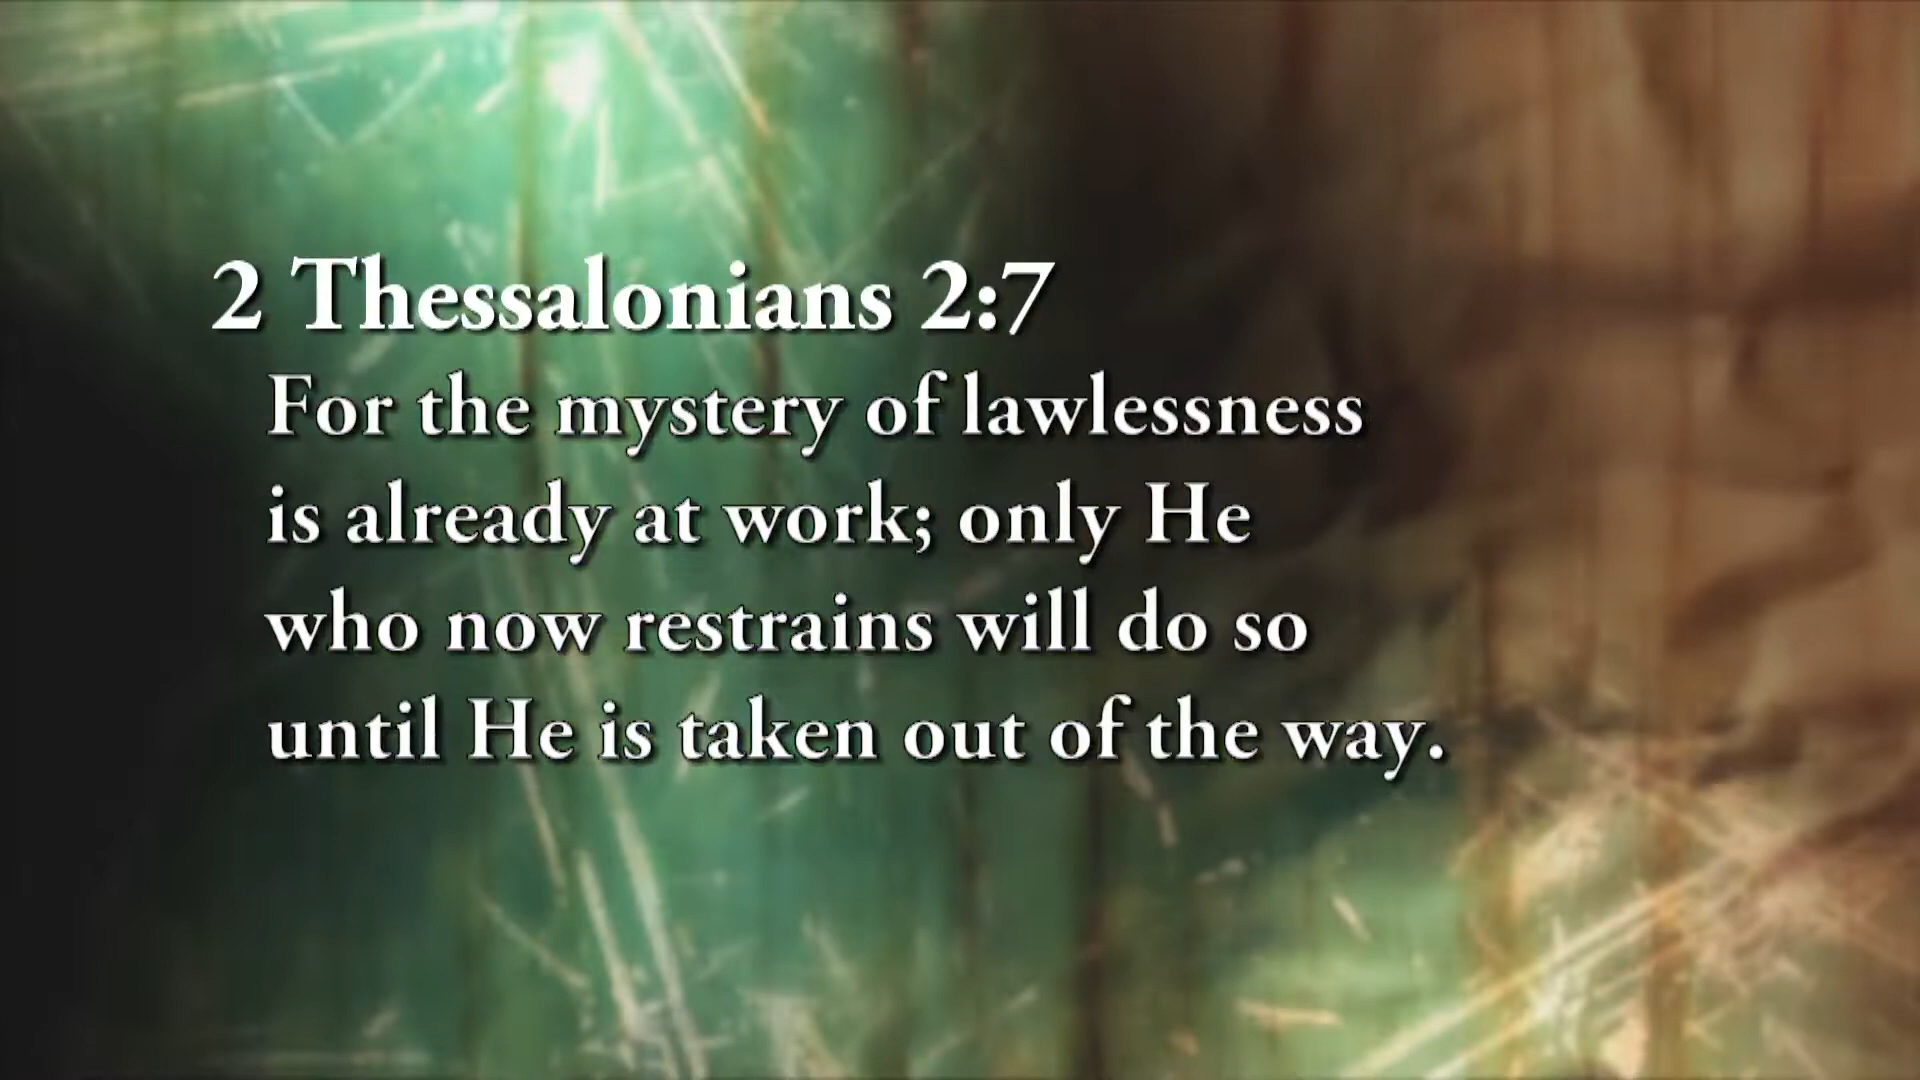 2 Thessalonians 2:7
For the mystery of lawlessness
is already at work; only He
who now restrains will do so
until He is taken out of the way.